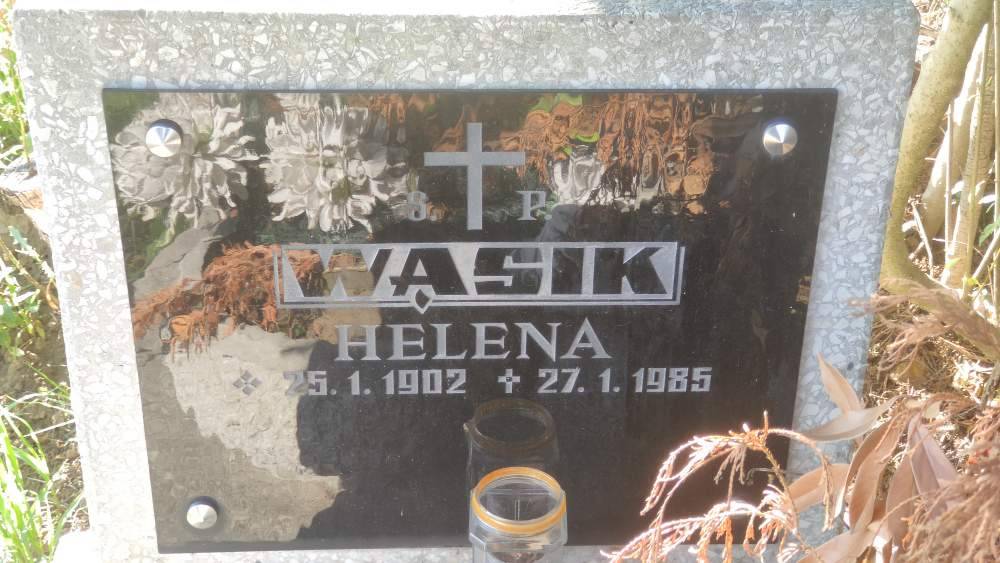 S. P.
WĄSIK
HELENA
25. 1. 1902 27. 1. 1985